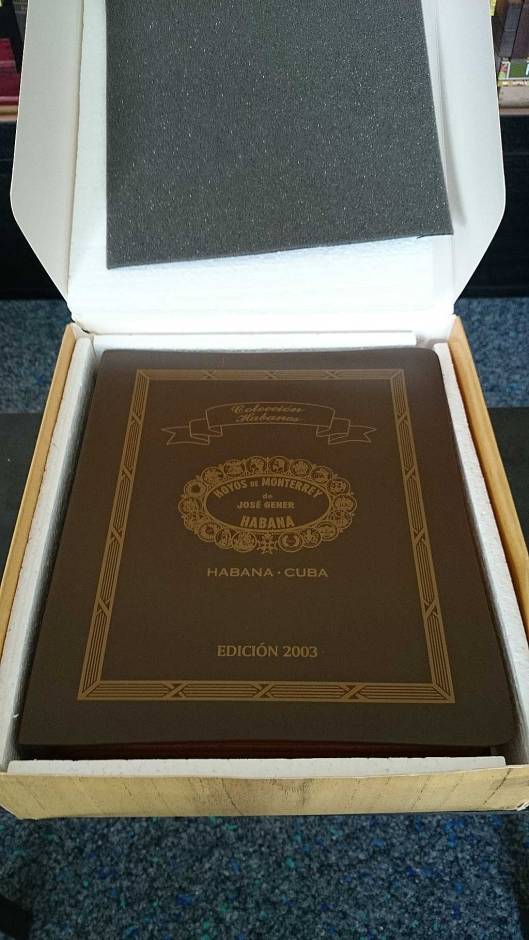 Colección
Habanos
HOYOS DE MONTERREY
de
JOSÉ GENER
HABANA
HABANA · CUBA
EDICIÓN 2003